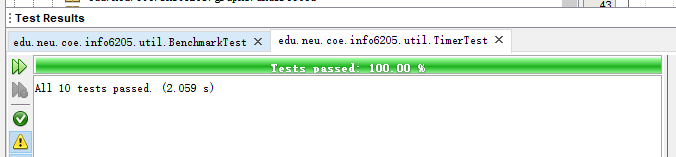 43
Test Results
edu.neu.coe.info6205.util.BenchmarkTest
edu.neu.coe.info6205.util.TimerTest
Tests passed: 100.00 %
All 10 tests passed. (2.059 s)